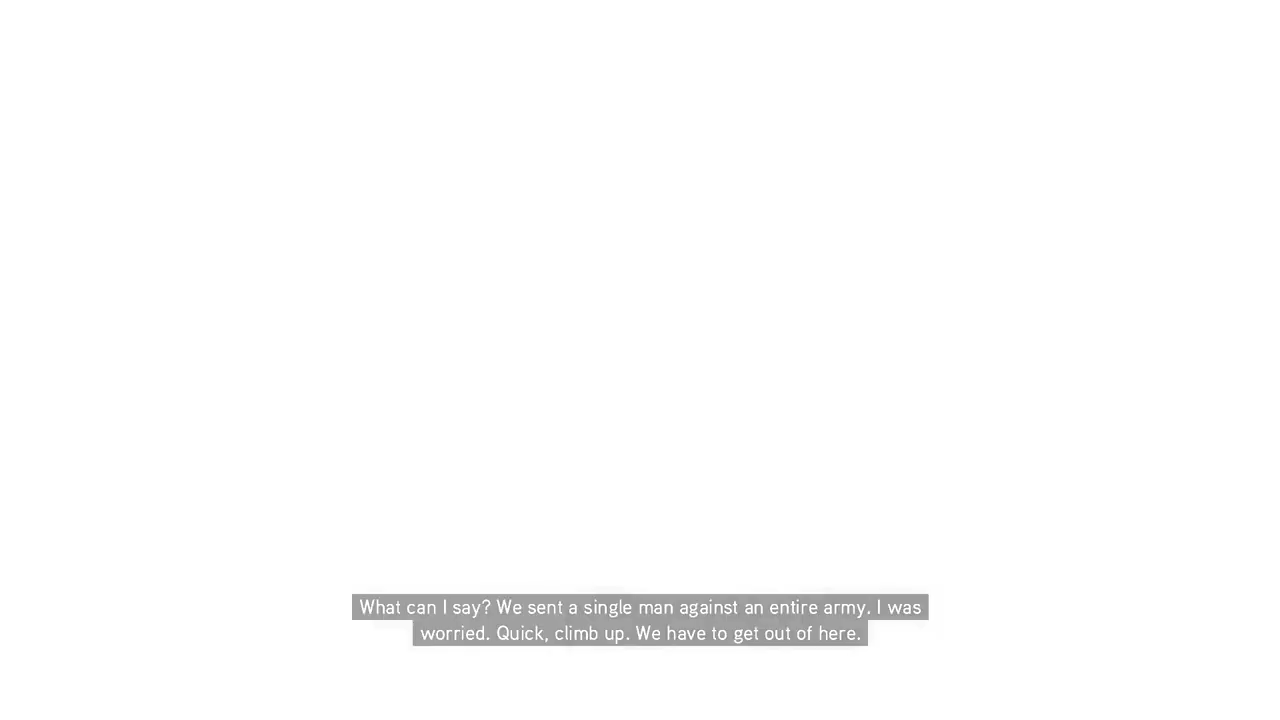 What can I say? We sent a single man against an entire army. I was
worried. Quick, climb up. We have to get out of here.